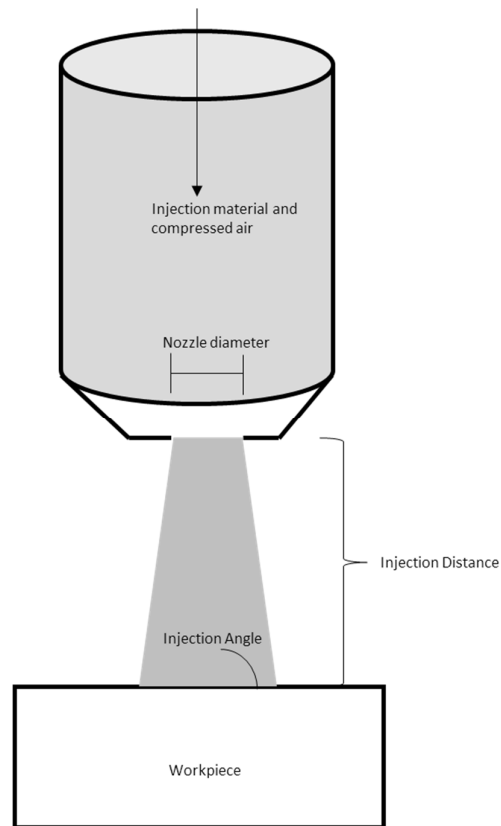 Injection material and
compressed air
Nozzle diameter
Injection Distance
Injection Angle
Workpiece